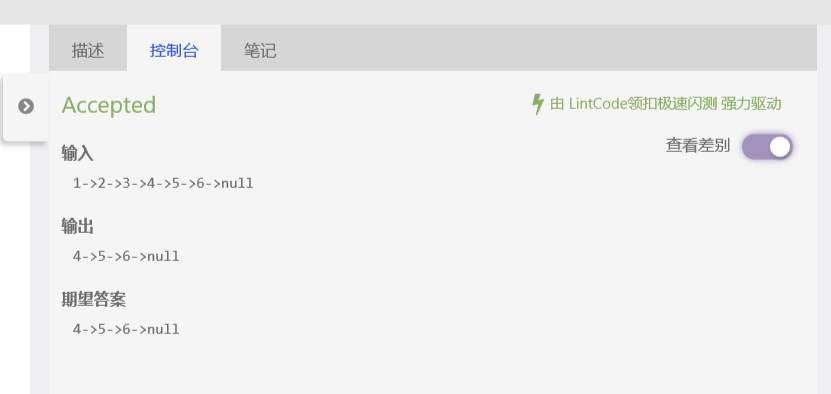 描述 控制台 笔记
Accepted 由 LintCode领扣极速闪测 强力驱动
查看差别
输入
1->2->3->4->5->6->null
输出
4->5->6->null
期望答案
4->5->6->null